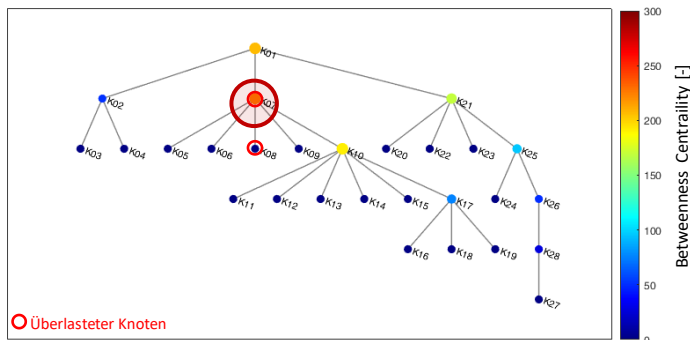 K01
K02
K21
K03
K04
K05
K06
K08
K09
K10
K20
K22
K23
K25
K11
K12
K13
K14
K15
K17
K24
K26
K16
K18
K19
K28
K27
Überlasteter Knoten
300
250
200
150
100
50
0
Betweenness Centrallity [-]